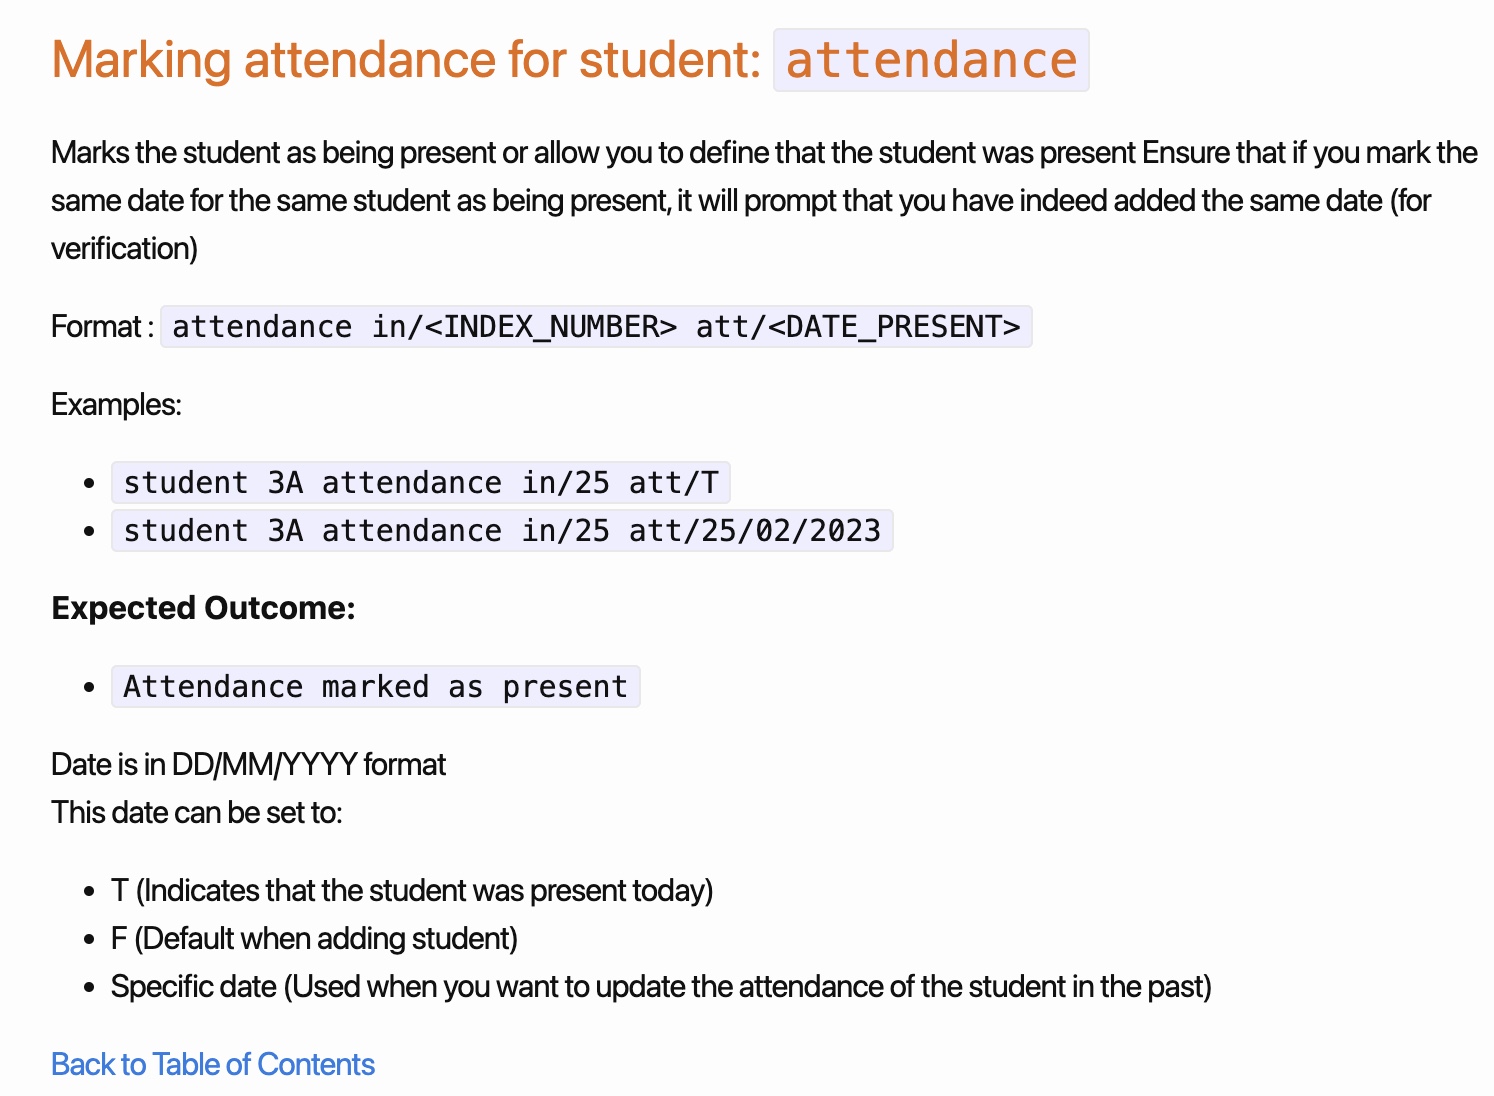 Marking attendance for student: attendance
Marks the student as being present or allow you to define that the student was present Ensure that if you mark the
same date for the same student as being present, it will prompt that you have indeed added the same date (for
verification)
Format : attendance in/<INDEX_NUMBER> att/<DATE_PRESENT>
Examples:
• student 3A attendance in/25 att/T
• student 3A attendance in/25 att/25/02/2023
Expected Outcome:
• Attendance marked as present
Date is in DD/MM/YYYY format
This date can be set to:
• T (Indicates that the student was present today)
• F (Default when adding student)
• Specific date (Used when you want to update the attendance of the student in the past)
Back to Table of Contents